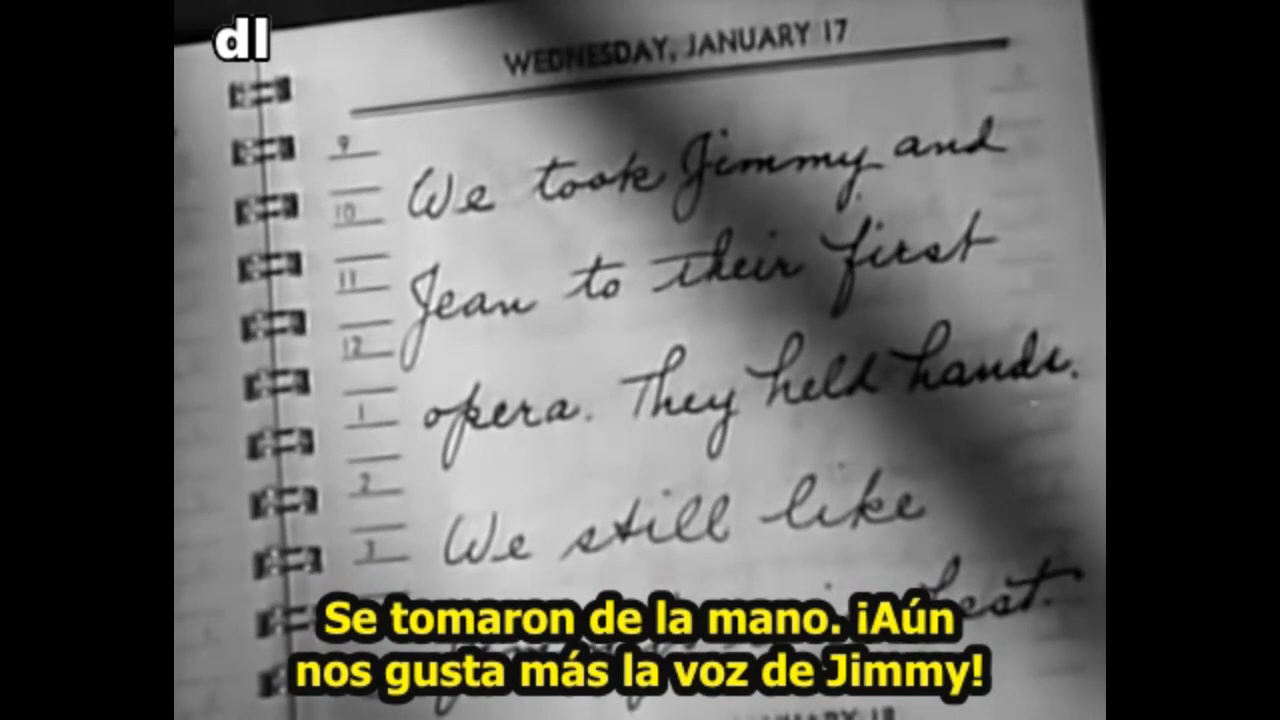 dl
WEDNESDAY, JANUARY 17
9
10
11
12
1
2
3
We took Jimmy and
Jean to their first
opera. They held hands.
We still like
best.
Se tomaron de la mano. ¡Aún
nos gusta más la voz de Jimmy!